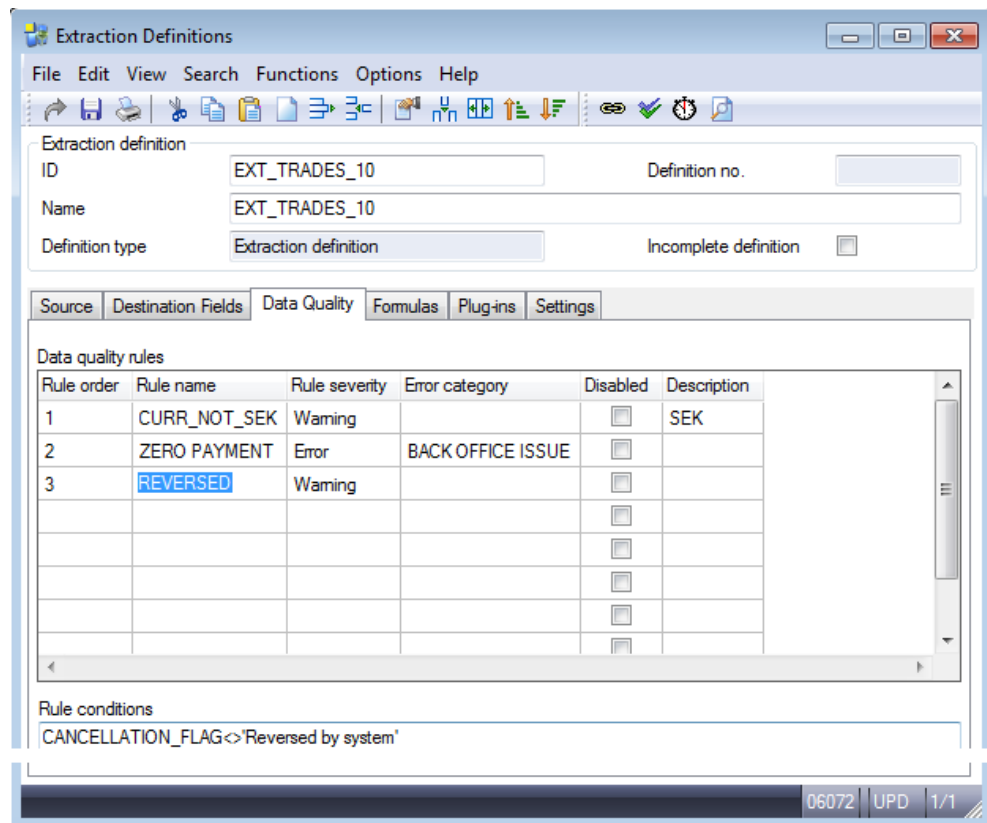 Extraction Definitions
File Edit View Search Functions Options Help
Extraction definition
ID EXT_TRADES_10 Definition no.
Name EXT_TRADES_10
Definition type Extraction definition Incomplete definition
Source Destination Fields Data Quality Formulas Plug-ins Settings
Data quality rules
Rule order Rule name Rule severity Error category Disabled Description
1 CURR_NOT_SEK Warning SEK
2 ZERO PAYMENT Error BACK OFFICE ISSUE
3 REVERSED Warning
Rule conditions
CANCELLATION_FLAG<>"Reversed by system"
06072 UPD 1/1